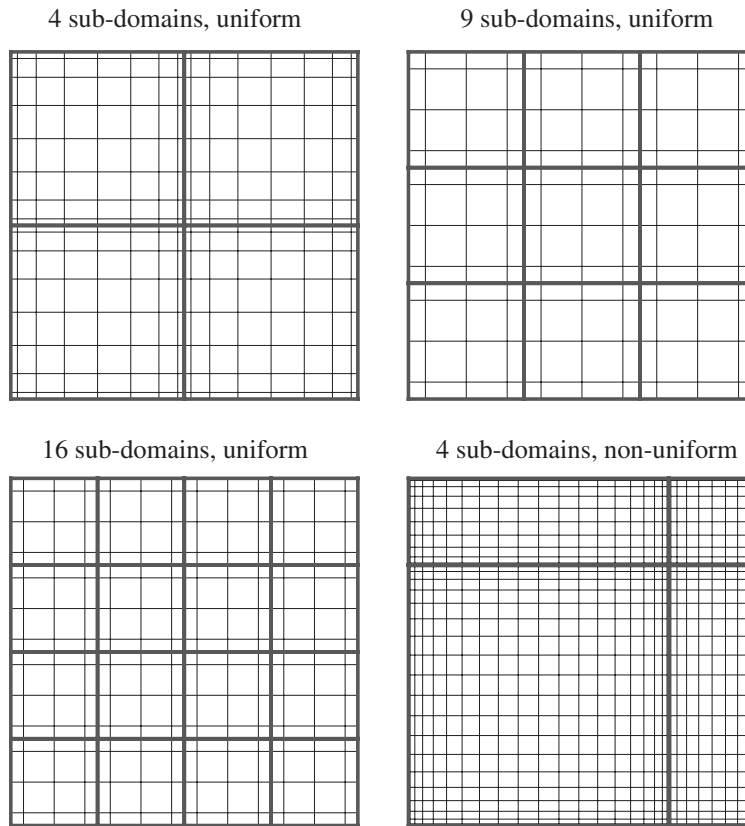 4 sub-domains, uniform
9 sub-domains, uniform
16 sub-domains, uniform
4 sub-domains, non-uniform